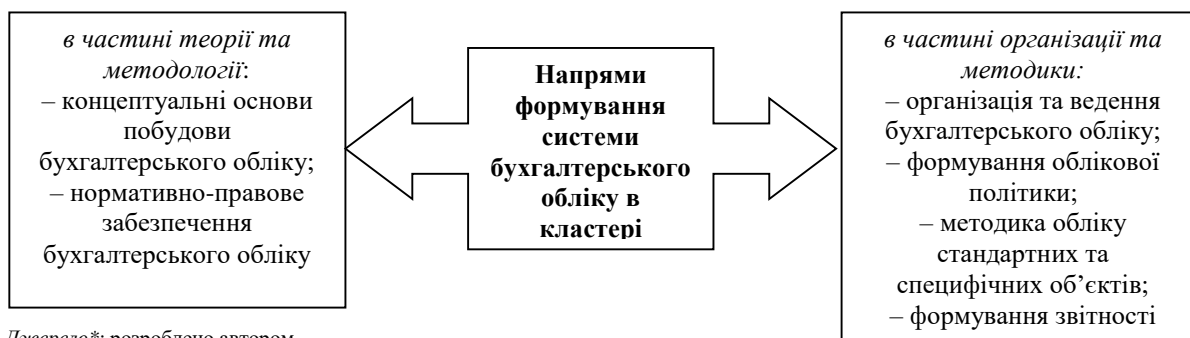 в частині теорії та
методології:
– концептуальні основи
побудови
бухгалтерського обліку;
– нормативно-правове
забезпечення
бухгалтерського обліку
Напрями
формування
системи
бухгалтерського
обліку в
кластері
в частині організації та
методики:
– організація та ведення
бухгалтерського обліку;
– формування облікової
політики;
– методика обліку
стандартних та
специфічних об’єктів;
– формування звітності
Джерело*: розроблено автором